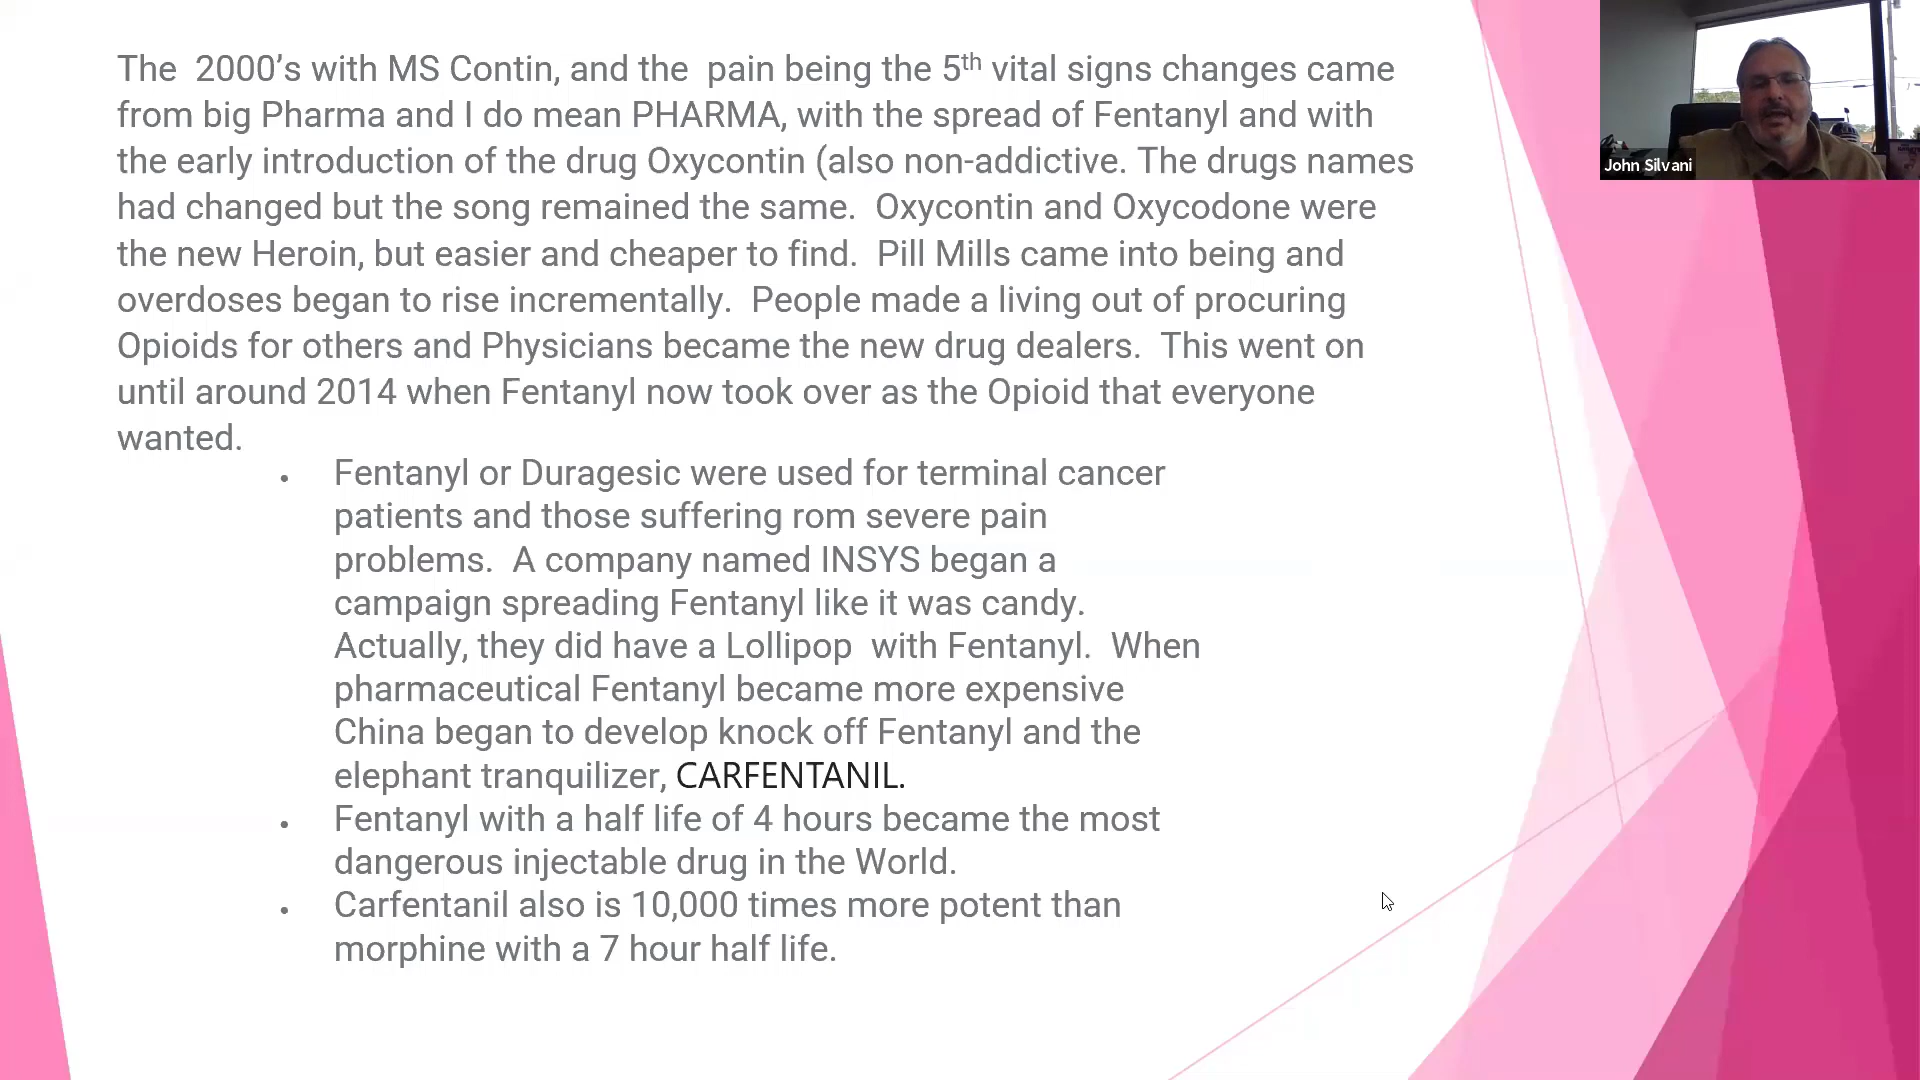 The  2000’s with MS Contin, and the  pain being the 5th vital signs changes came
from big Pharma and I do mean PHARMA, with the spread of Fentanyl and with
the early introduction of the drug Oxycontin (also non-addictive. The drugs names
had changed but the song remained the same.  Oxycontin and Oxycodone were
the new Heroin, but easier and cheaper to find.  Pill Mills came into being and
overdoses began to rise incrementally.  People made a living out of procuring
Opioids for others and Physicians became the new drug dealers.  This went on
until around 2014 when Fentanyl now took over as the Opioid that everyone
wanted.
• Fentanyl or Duragesic were used for terminal cancer
patients and those suffering rom severe pain
problems.  A company named INSYS began a
campaign spreading Fentanyl like it was candy.
Actually, they did have a Lollipop  with Fentanyl.  When
pharmaceutical Fentanyl became more expensive
China began to develop knock off Fentanyl and the
elephant tranquilizer, CARFENTANIL.
• Fentanyl with a half life of 4 hours became the most
dangerous injectable drug in the World.
• Carfentanil also is 10,000 times more potent than
morphine with a 7 hour half life.
John Silvani